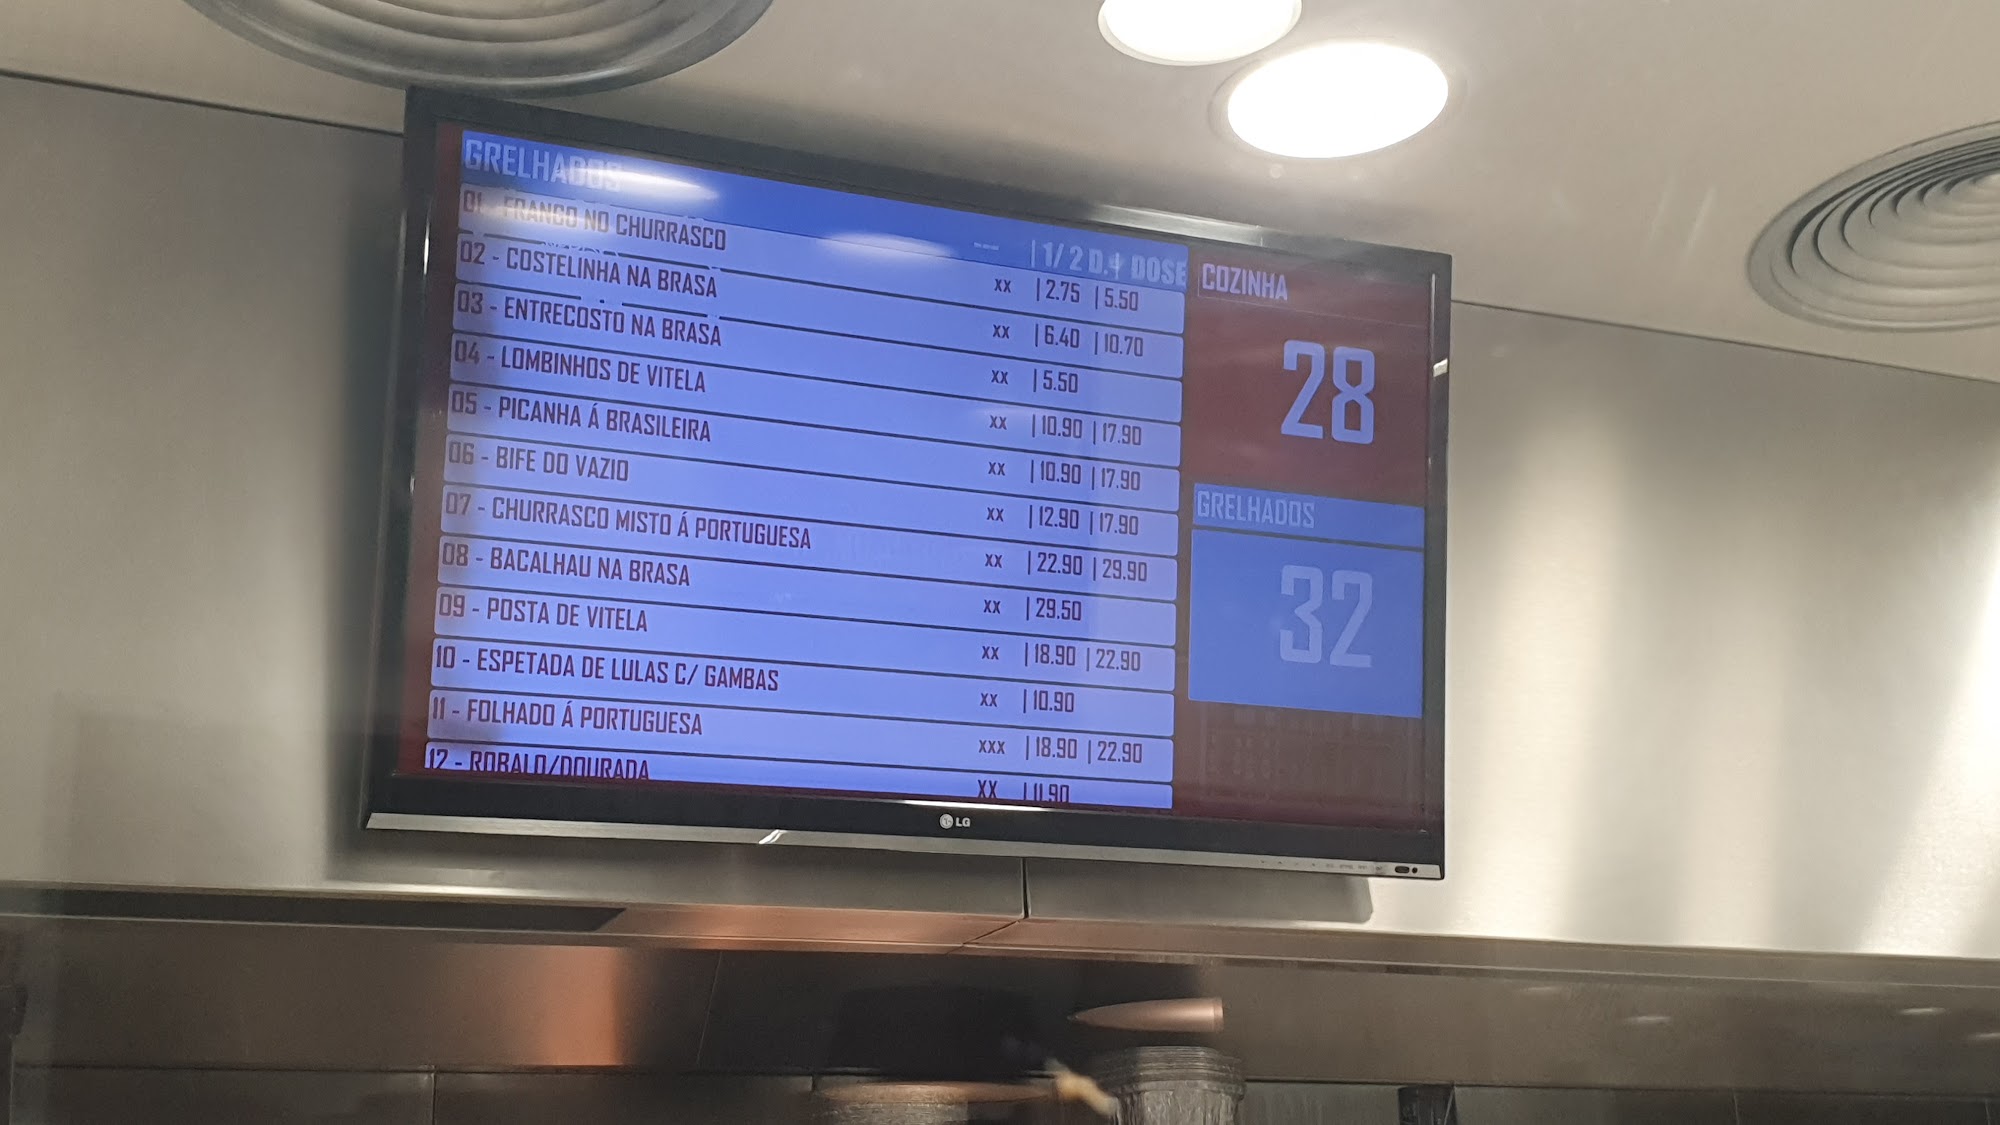 GRELHADOS | 1/2 D.| DOSE
01 - FRANGO NO CHURRASCO xx | 2.75 | 5.50
02 - COSTELINHA NA BRASA xx | 6.40 | 10.70
03 - ENTRECOSTO NA BRASA xx | 5.50
04 - LOMBINHOS DE VITELA xx | 10.90 | 17.90
05 - PICANHA Á BRASILEIRA xx | 10.90 | 17.90
06 - BIFE DO VAZIO xx | 12.90 | 17.90
07 - CHURRASCO MISTO Á PORTUGUESA xx | 22.90 | 29.90
08 - BACALHAU NA BRASA xx | 29.50
09 - POSTA DE VITELA xx | 18.90 | 22.90
10 - ESPETADA DE LULAS C/ GAMBAS xx | 10.90
11 - FOLHADO Á PORTUGUESA xxx | 18.90 | 22.90
12 - ROBALO/DOURADA xx | 11.90
COZINHA
28
GRELHADOS
32
LG